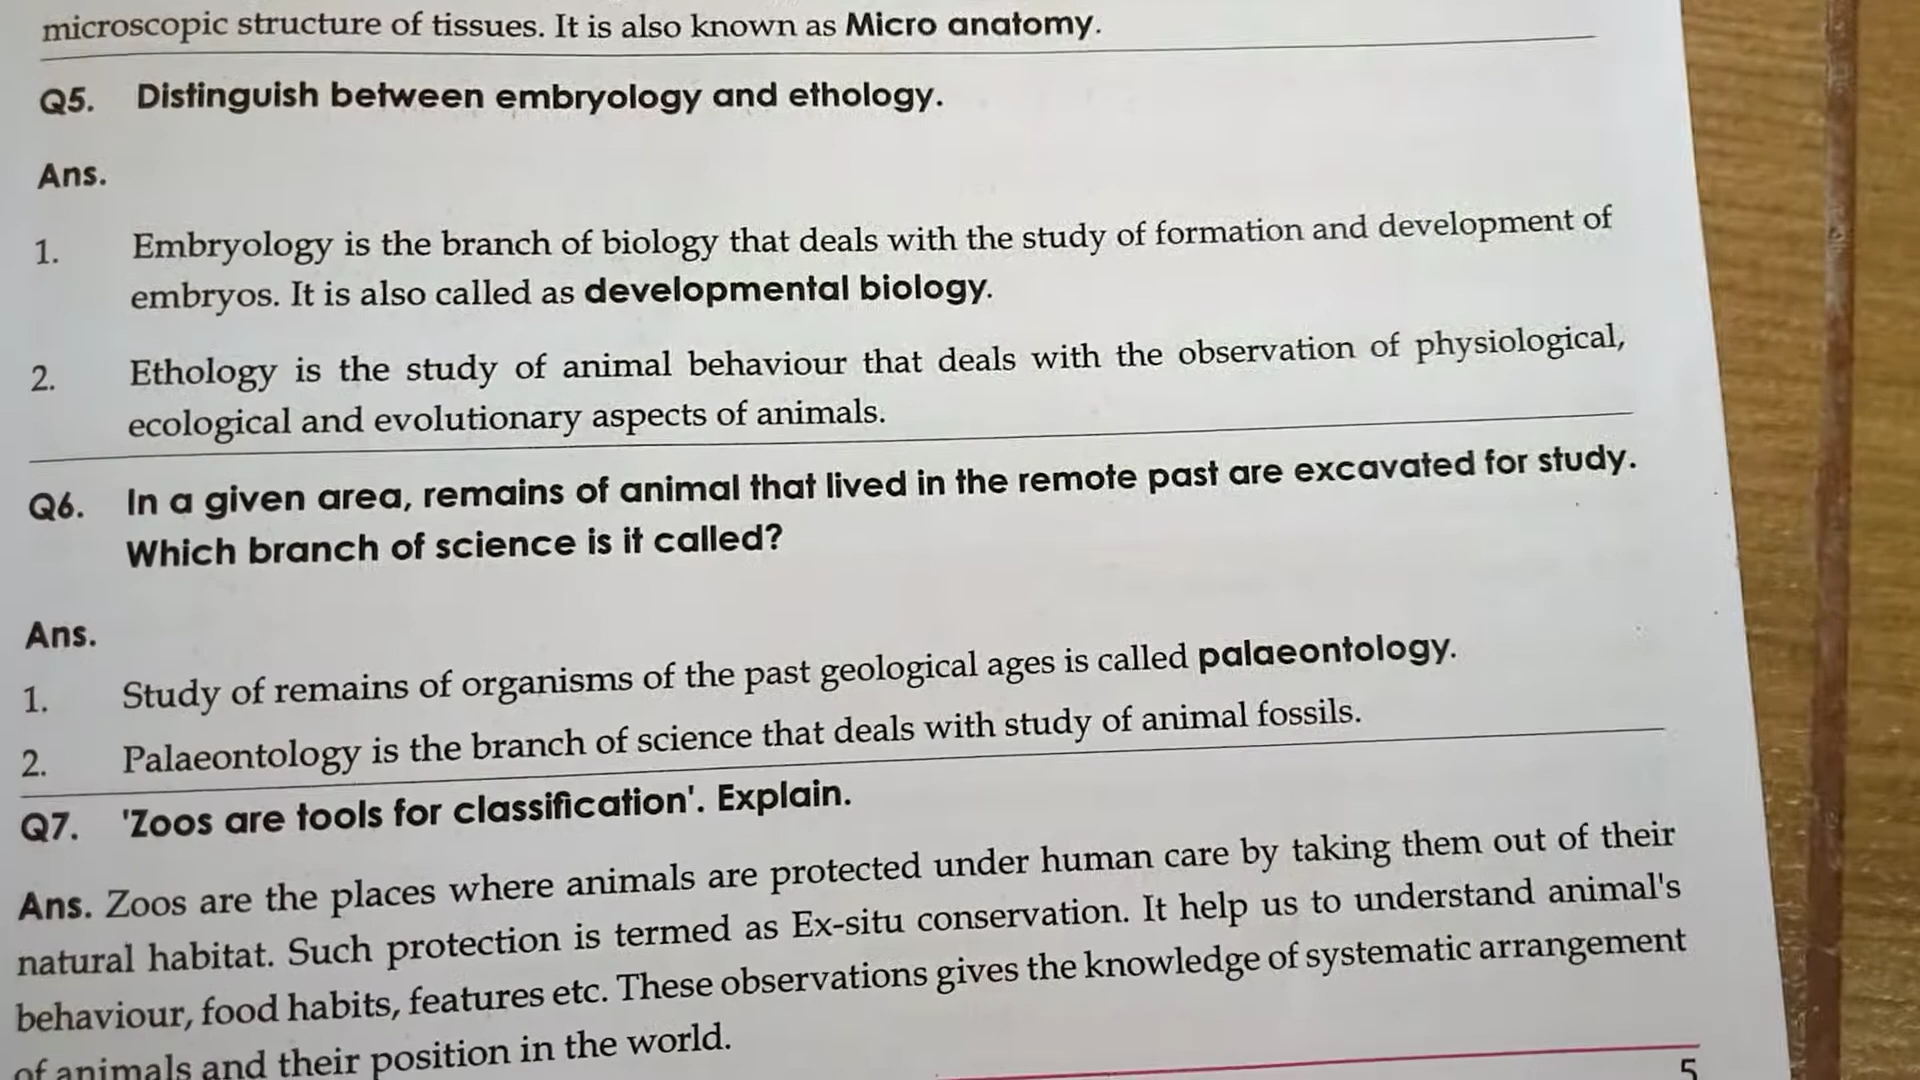 microscopic structure of tissues. It is also known as Micro anatomy.
Q5. Distinguish between embryology and ethology.
Ans.
1. Embryology is the branch of biology that deals with the study of formation and development of
embryos. It is also called as developmental biology.
2. Ethology is the study of animal behaviour that deals with the observation of physiological,
ecological and evolutionary aspects of animals.
Q6. In a given area, remains of animal that lived in the remote past are excavated for study.
Which branch of science is it called?
Ans.
1. Study of remains of organisms of the past geological ages is called palaeontology.
2. Palaeontology is the branch of science that deals with study of animal fossils.
Q7. 'Zoos are tools for classification'. Explain.
Ans. Zoos are the places where animals are protected under human care by taking them out of their
natural habitat. Such protection is termed as Ex-situ conservation. It help us to understand animal's
behaviour, food habits, features etc. These observations gives the knowledge of systematic arrangement
of animals and their position in the world.
5